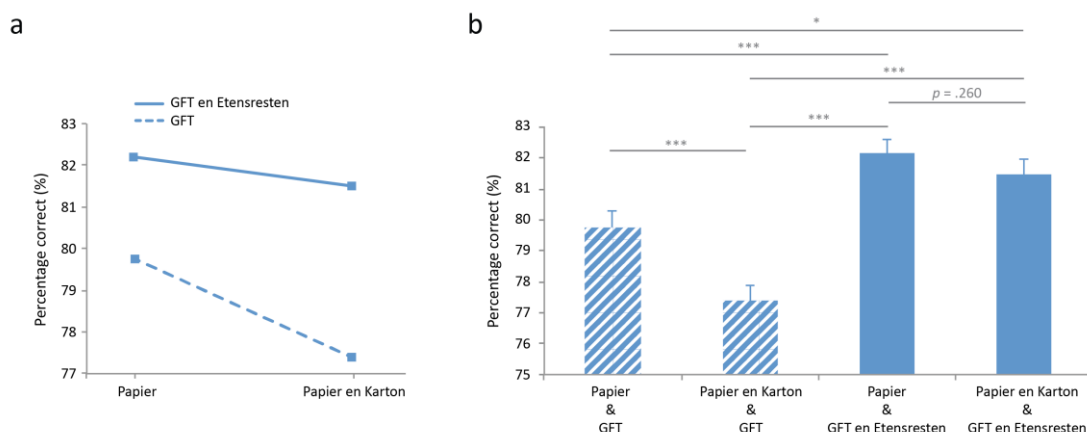 a
GFT en Etensresten
GFT
Percentage correct (%)
83
82
81
80
79
78
77
Papier
Papier en Karton
b
*
***
***
p = .260
***
***
Percentage correct (%)
83
82
81
80
79
78
77
76
75
Papier
&
GFT
Papier en Karton
&
GFT
Papier
&
GFT en Etensresten
Papier en Karton
&
GFT en Etensresten